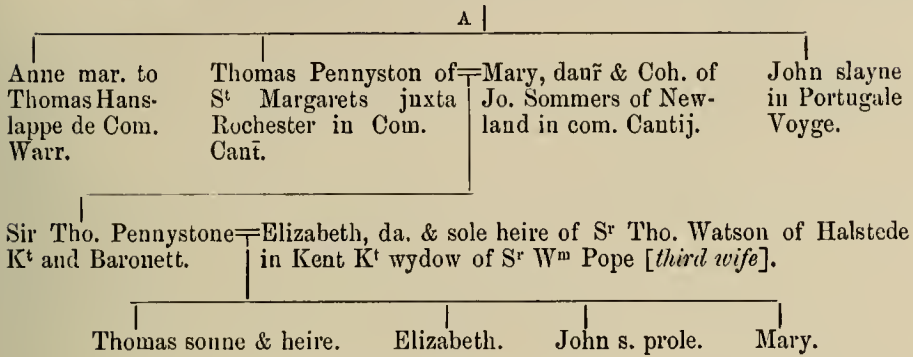 A
Anne mar. to
Thomas Hans-
lappe de Com.
Warr.
Thomas Pennyston of
Sᵗ Margarets juxta
Rochester in Com.
Cant̄.
Mary, daur̃ & Coh. of
Jo. Sommers of New-
land in com. Cantij.
John slayne
in Portugale
Voyge.
Sir Tho. Pennystone
Kᵗ and Baronett.
Elizabeth, da. & sole heire of Sʳ Tho. Watson of Halstede
in Kent Kᵗ wydow of Sʳ Wᵐ Pope [third wife].
Thomas sonne & heire.
Elizabeth.
John s. prole.
Mary.